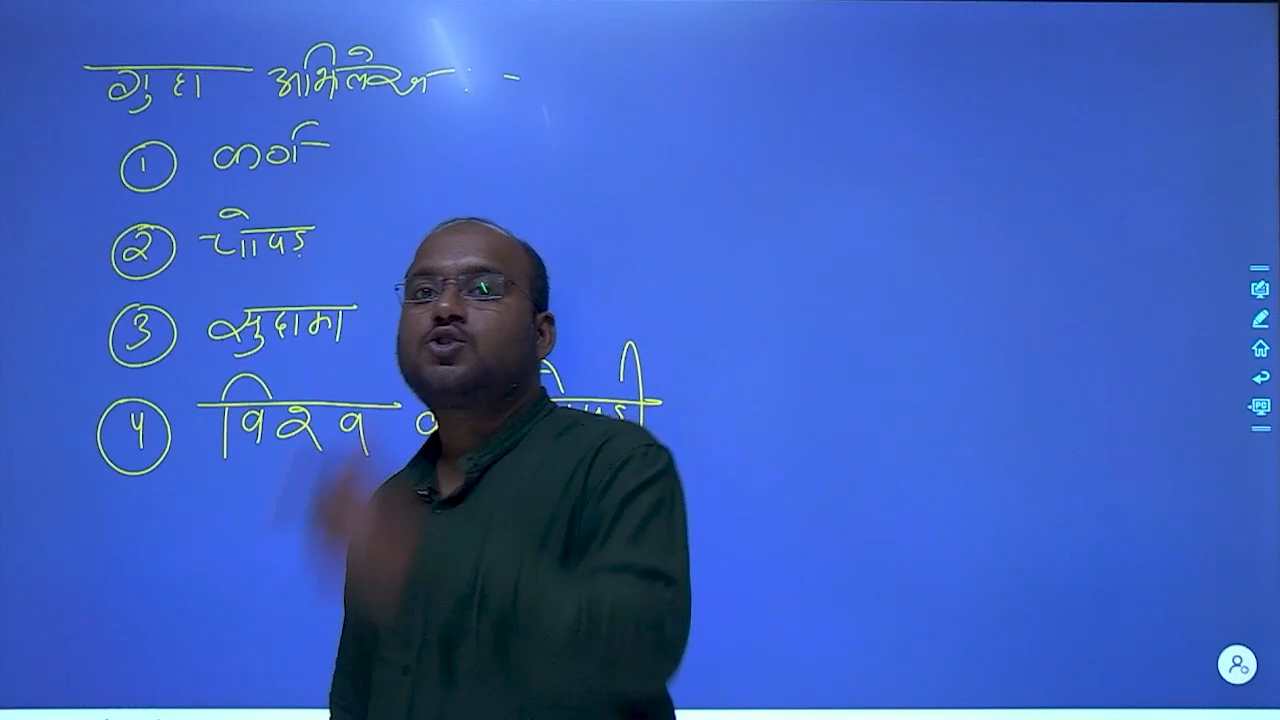 गुहा अभिलेख : -
① कर्ण
② चोपड़
③ सुदामा
④ विश्व